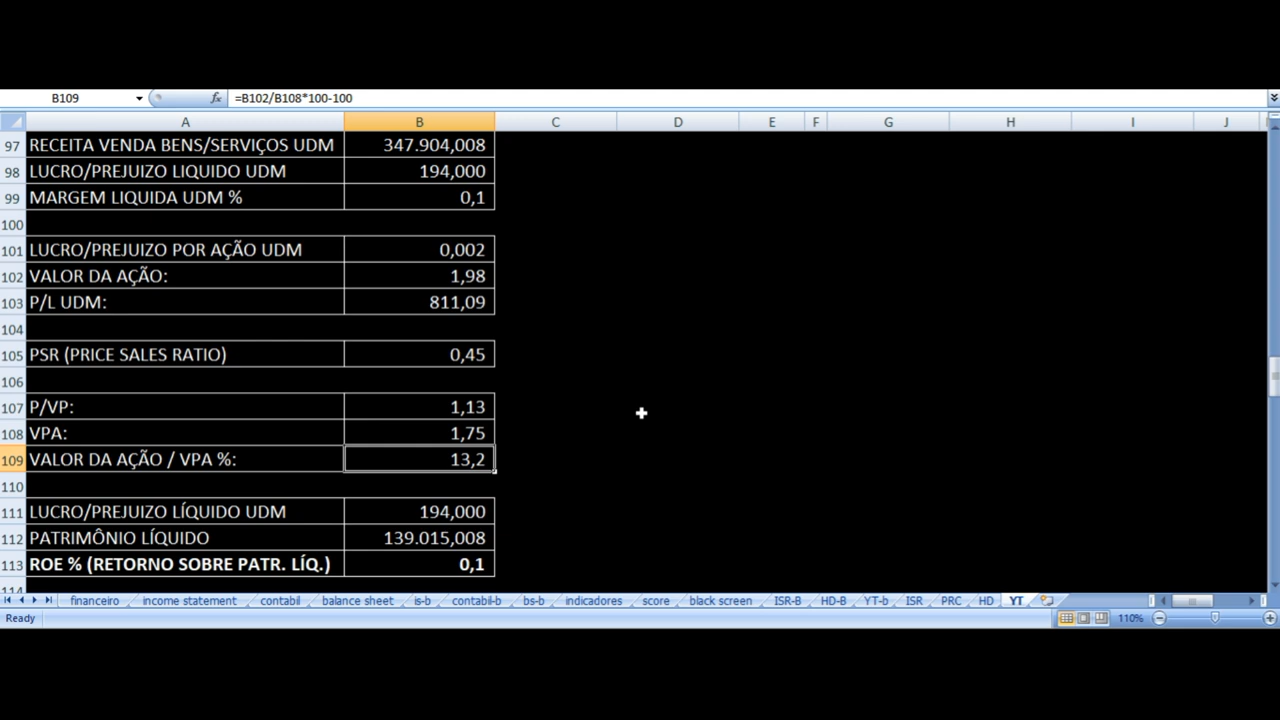 B109 fx =B102/B108*100-100
A B C D E F G H I J
97 RECEITA VENDA BENS/SERVIÇOS UDM 347.904,008
98 LUCRO/PREJUIZO LIQUIDO UDM 194,000
99 MARGEM LIQUIDA UDM % 0,1
100
101 LUCRO/PREJUIZO POR AÇÃO UDM 0,002
102 VALOR DA AÇÃO: 1,98
103 P/L UDM: 811,09
104
105 PSR (PRICE SALES RATIO) 0,45
106
107 P/VP: 1,13
108 VPA: 1,75
109 VALOR DA AÇÃO / VPA %: 13,2
110
111 LUCRO/PREJUIZO LÍQUIDO UDM 194,000
112 PATRIMÔNIO LÍQUIDO 139.015,008
113 ROE % (RETORNO SOBRE PATR. LÍQ.) 0,1
114
financeiro income statement contabil balance sheet is-b contabil-b bs-b indicadores score black screen ISR-B HD-B YT-b ISR PRC HD YT
Ready 110%